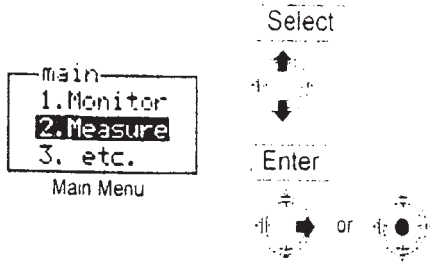 Select
main
1.Monitor
2.Measure
3. etc.
Main Menu
Enter
or